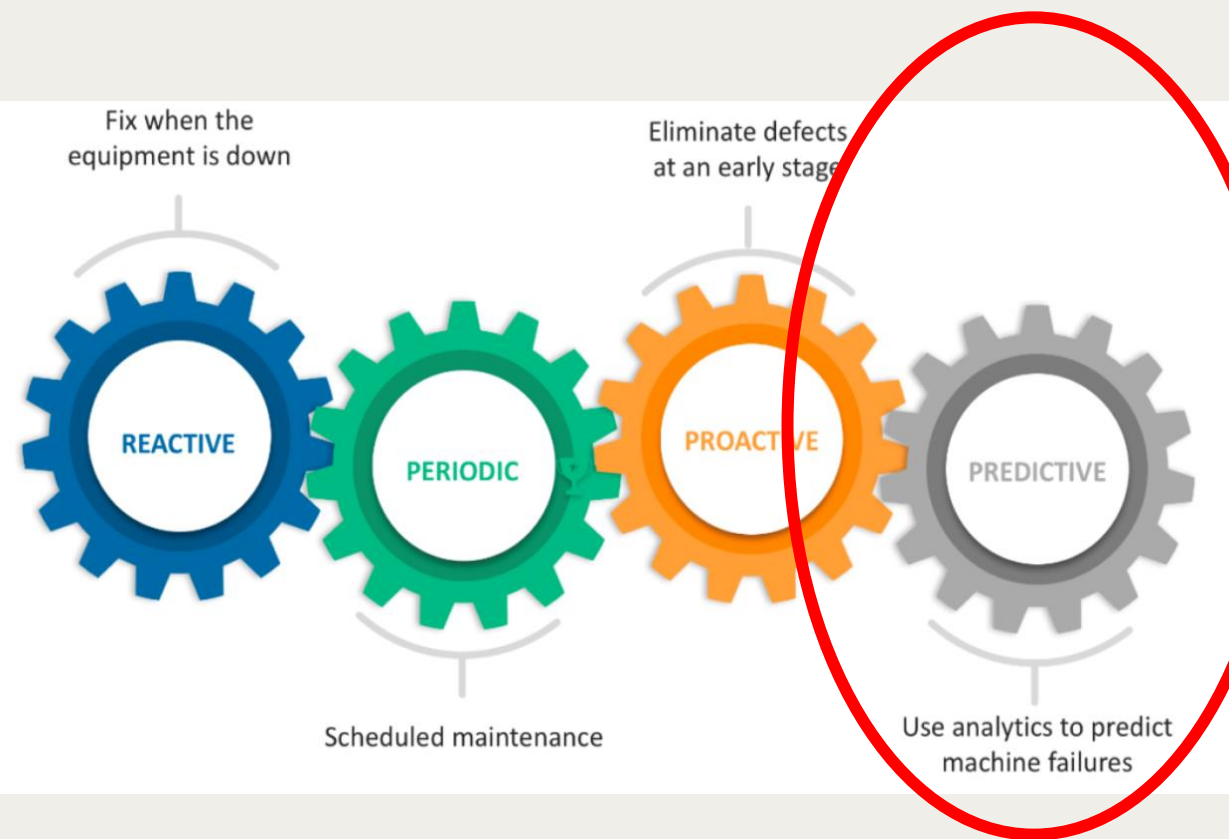 Fix when the
equipment is down
Eliminate defects
at an early stage
REACTIVE
PERIODIC
PROACTIVE
PREDICTIVE
Scheduled maintenance
Use analytics to predict
machine failures